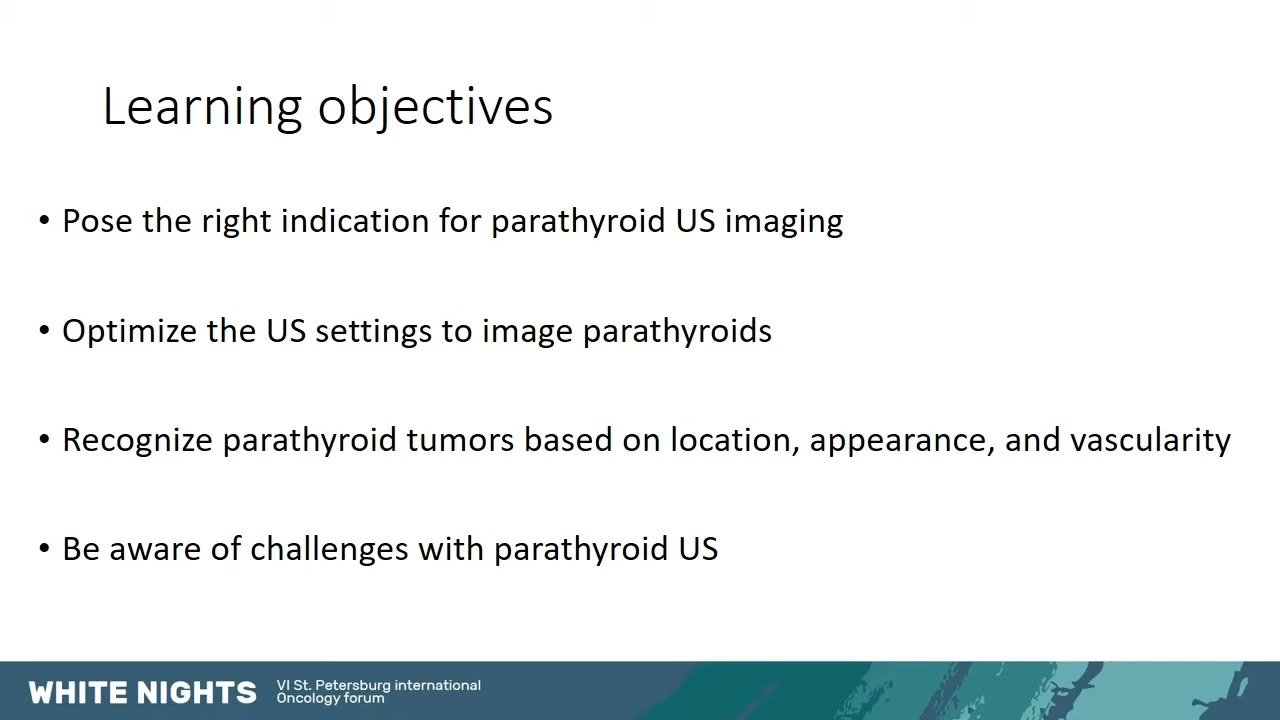 Learning objectives
• Pose the right indication for parathyroid US imaging
• Optimize the US settings to image parathyroids
• Recognize parathyroid tumors based on location, appearance, and vascularity
• Be aware of challenges with parathyroid US
WHITE NIGHTS
VI St. Petersburg international
Oncology forum